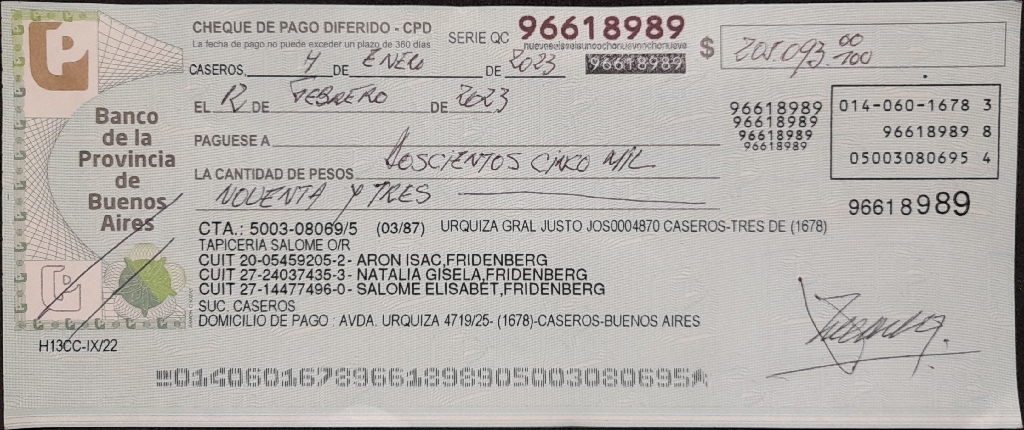 CHEQUE DE PAGO DIFERIDO - CPD
La fecha de pago no puede exceder un plazo de 360 días
SERIE QC 96618989
nueveseisseisunoochonuevochonueve
96618989
$ 205.093.00/100
CASEROS, 4 DE ENERO DE 2023
EL 12 DE FEBRERO DE 2023
PAGUESE A
96618989
96618989
96618989
96618989
014-060-1678 3
96618989 8
05003080695 4
LA CANTIDAD DE PESOS DOSCIENTOS CINCO MIL
NOVENTA Y TRES
96618989
Banco
de la
Provincia
de
Buenos
Aires
CTA.: 5003-08069/5 (03/87) URQUIZA GRAL JUSTO JOS0004870 CASEROS-TRES DE (1678)
TAPICERIA SALOME O/R
CUIT 20-05459205-2- ARON ISAC,FRIDENBERG
CUIT 27-24037435-3- NATALIA GISELA,FRIDENBERG
CUIT 27-14477496-0- SALOME ELISABET,FRIDENBERG
SUC. CASEROS
DOMICILIO DE PAGO : AVDA. URQUIZA 4719/25- (1678)-CASEROS-BUENOS AIRES
H13CC-IX/22
01406016789661898905003080695